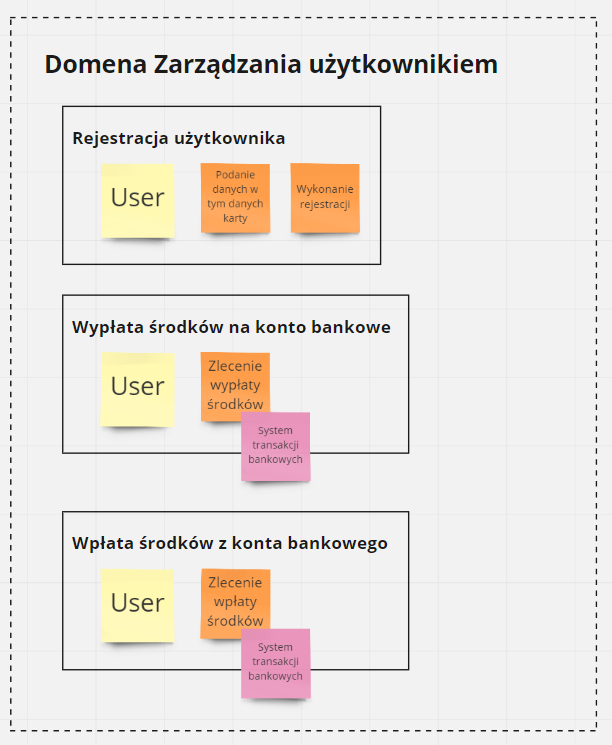 Domena Zarządzania użytkownikiem
Rejestracja użytkownika
User
Podanie
danych w
tym danych
karty
Wykonanie
rejestracji
Wypłata środków na konto bankowe
User
Zlecenie
wypłaty
środków
System
transakcji
bankowych
Wpłata środków z konta bankowego
User
Zlecenie
wpłaty
środków
System
transakcji
bankowych